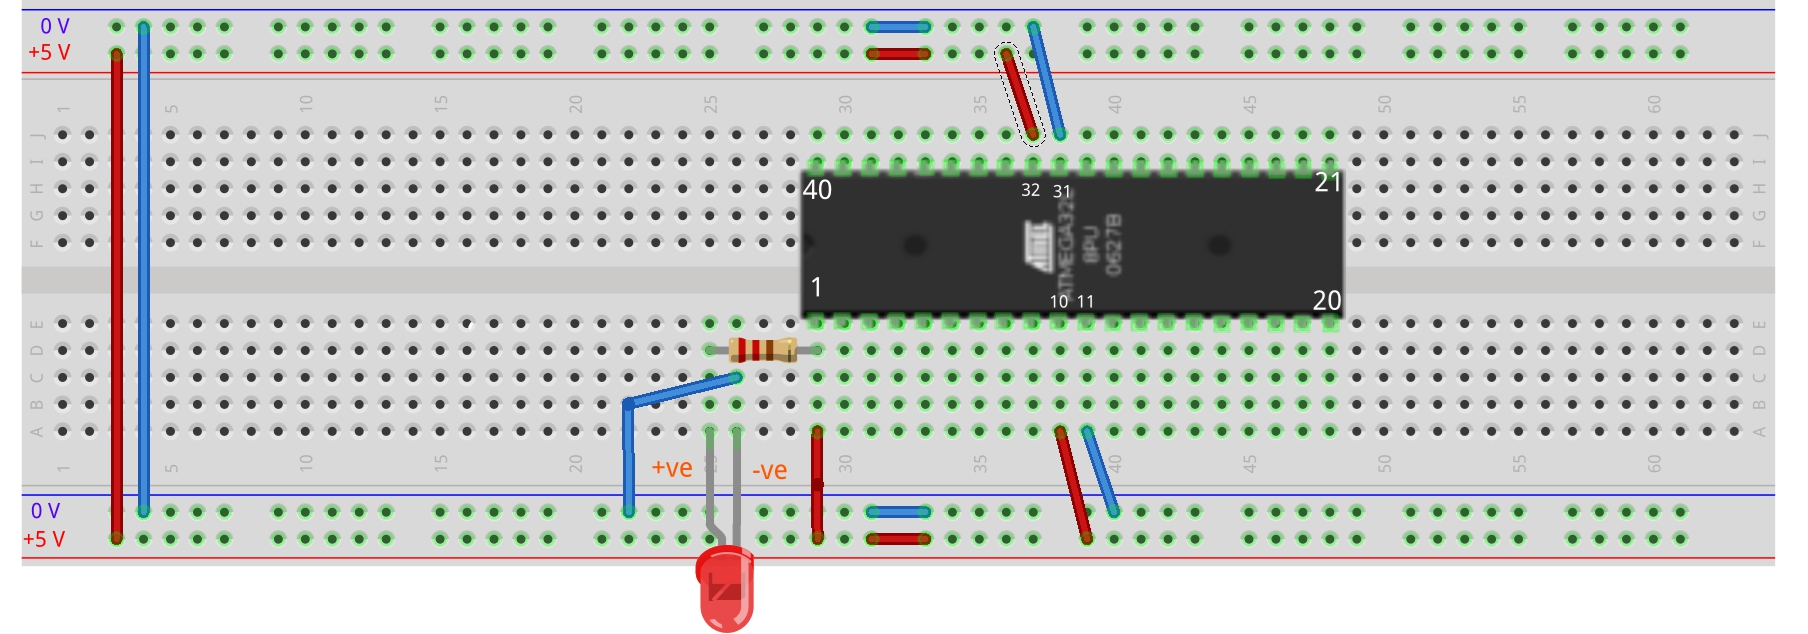 0 V
+5 V
1 5 10 15 20 25 30 35 40 45 50 55 60
J J
I I
H H
G G
F F
40 32 31 21
ATMEGA32
8PU
0627B
1 10 11 20
E E
D D
C C
B B
A A
+ve -ve
1 5 10 15 20 25 30 35 40 45 50 55 60
0 V
+5 V